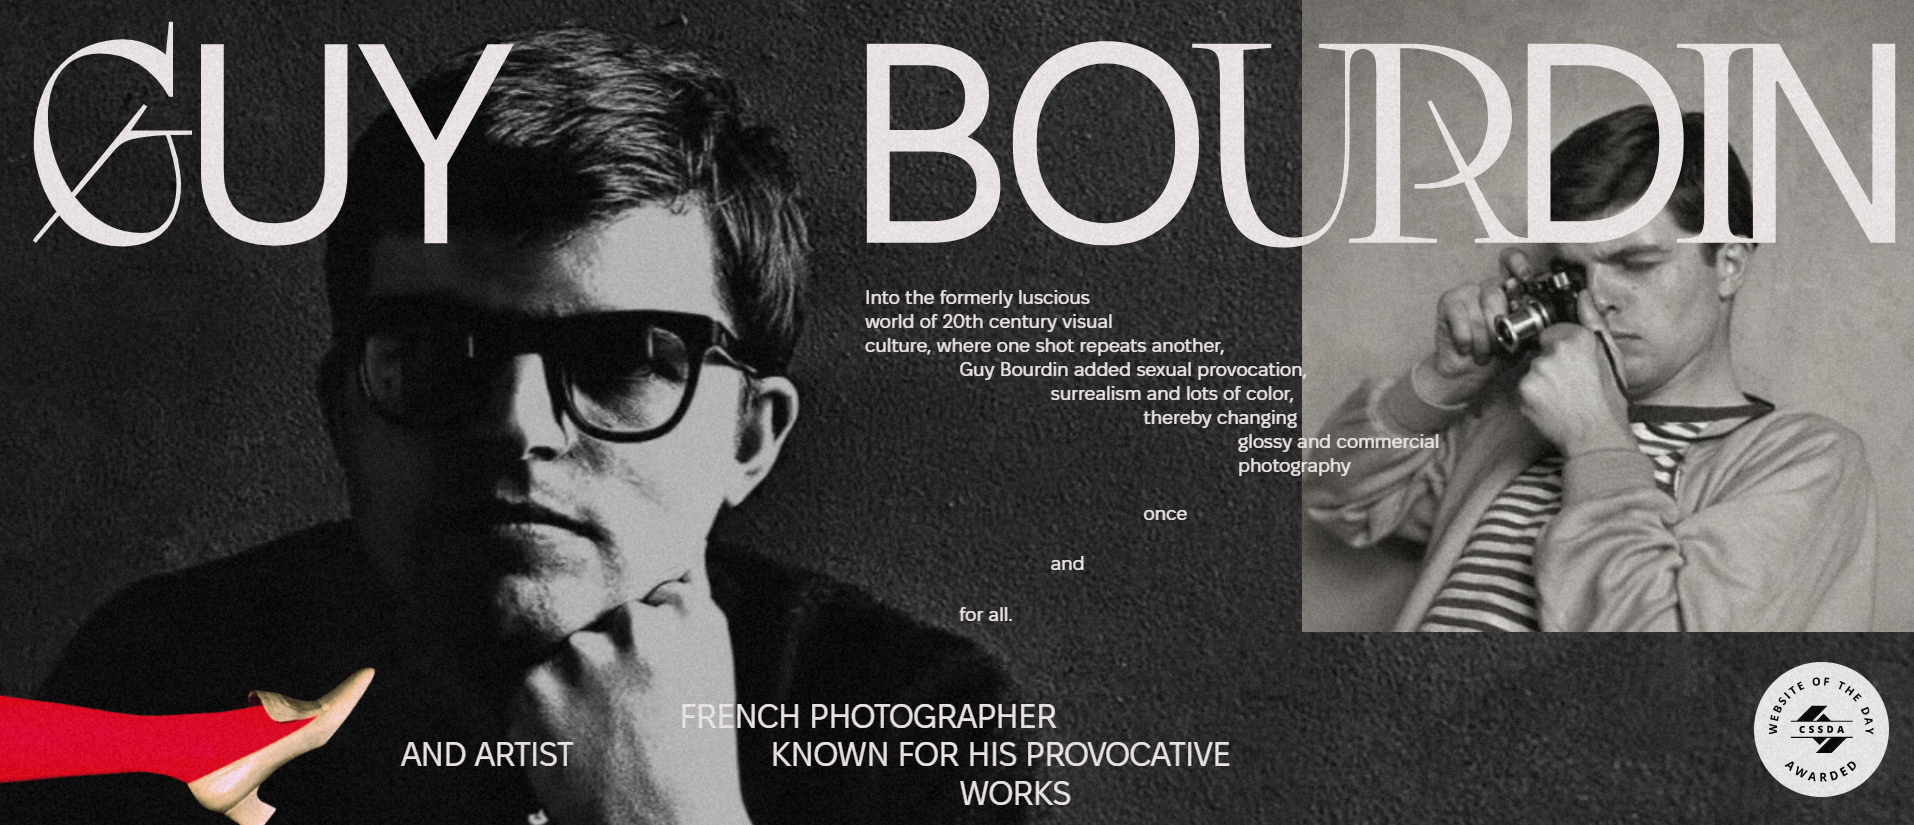 GUY BOURDIN
Into the formerly luscious
world of 20th century visual
culture, where one shot repeats another,
Guy Bourdin added sexual provocation,
surrealism and lots of color,
thereby changing
glossy and commercial
photography
once
and
for all.
FRENCH PHOTOGRAPHER
AND ARTIST KNOWN FOR HIS PROVOCATIVE
WORKS
WEBSITE OF THE DAY
CSSDA
AWARDED